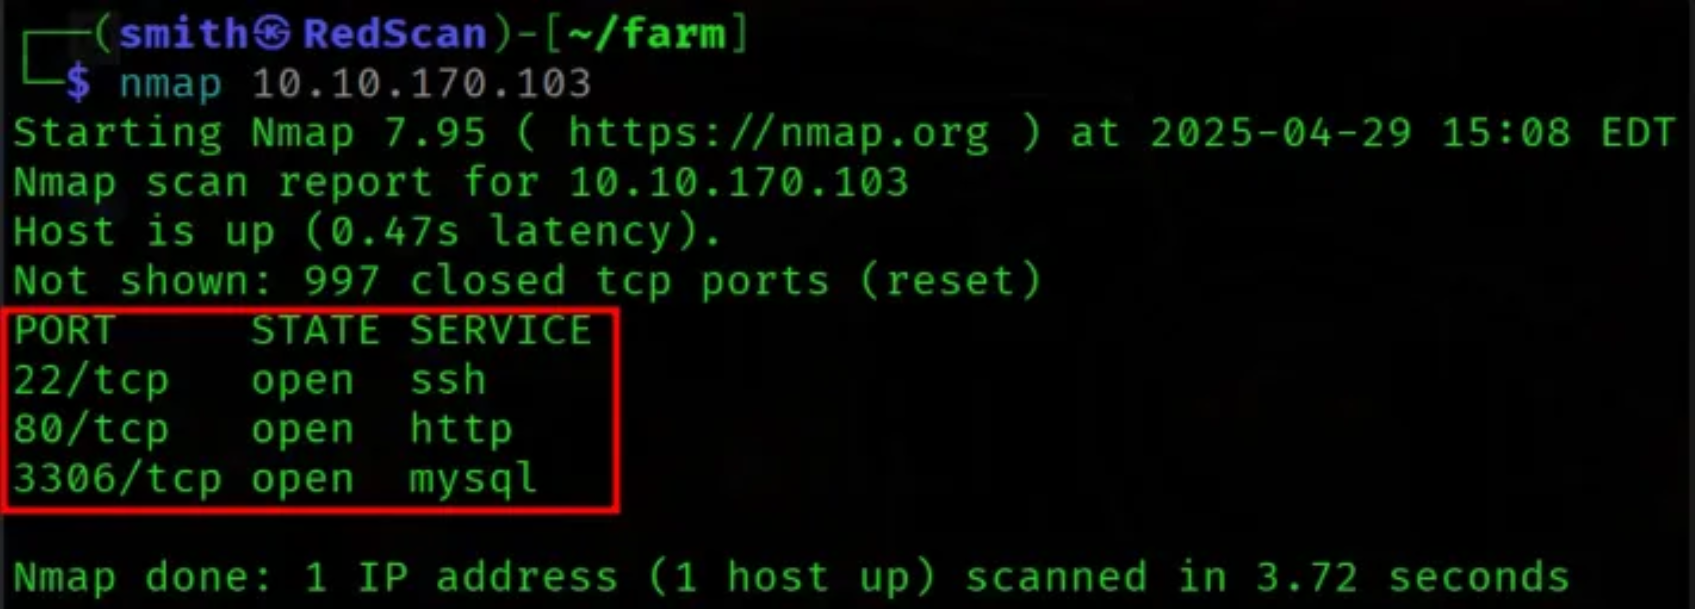 ┌──(smith㉿RedScan)-[~/farm]
└─$ nmap 10.10.170.103
Starting Nmap 7.95 ( https://nmap.org ) at 2025-04-29 15:08 EDT
Nmap scan report for 10.10.170.103
Host is up (0.47s latency).
Not shown: 997 closed tcp ports (reset)
PORT     STATE SERVICE
22/tcp   open  ssh
80/tcp   open  http
3306/tcp open  mysql
Nmap done: 1 IP address (1 host up) scanned in 3.72 seconds